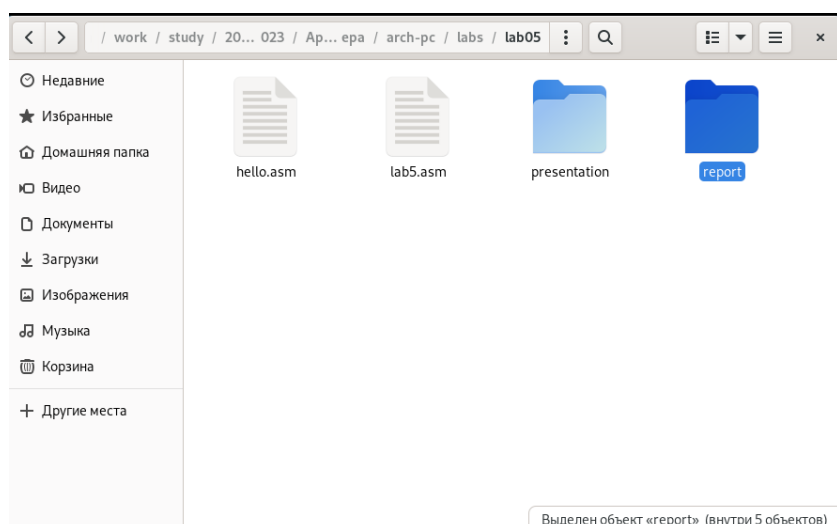 / work / study / 20... 023 / Ap... epa / arch-pc / labs / lab05
Недавние
Избранные
Домашняя папка
Видео
Документы
Загрузки
Изображения
Музыка
Корзина
Другие места
hello.asm
lab5.asm
presentation
report
Выделен объект «report» (внутри 5 объектов)